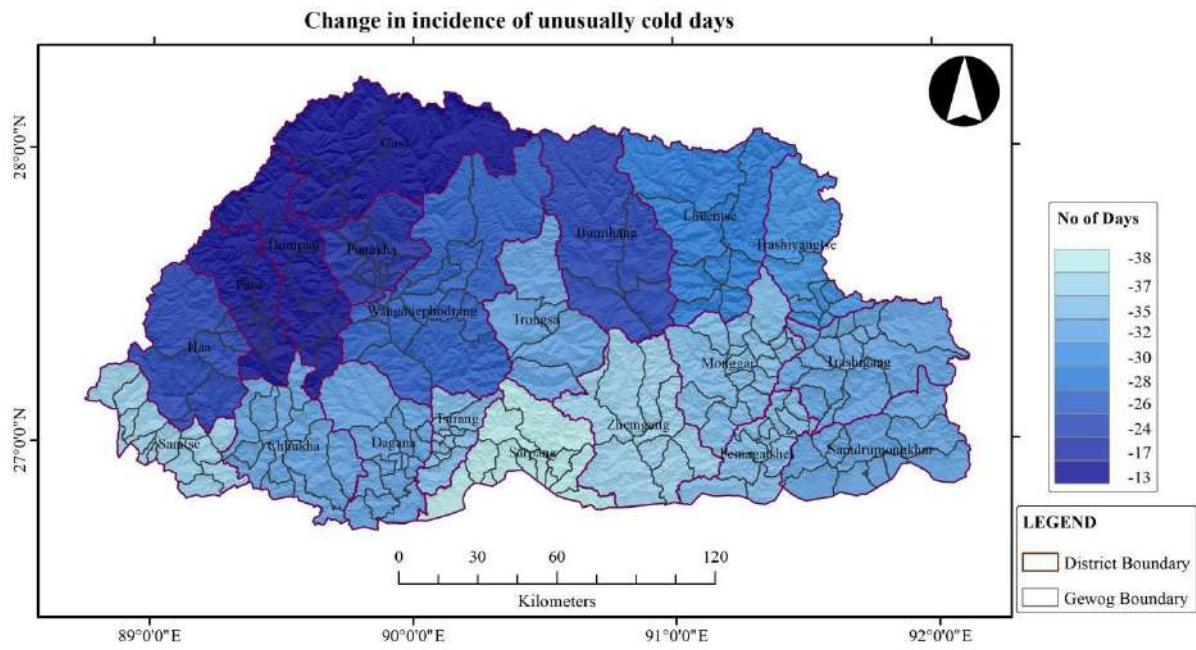 Change in incidence of unusually cold days
28°0'0"N
27°0'0"N
Gasa
Thimphu
Punakha
Paro
Haa
Wangduephodrang
Bumthang
Lhuentse
Trashiyangtse
Trongsa
Monggar
Trashigang
Samtse
Chhukha
Dagana
Tsirang
Sarpang
Zhemgang
Pemagatshel
Samdrupjongkhar
No of Days
-38
-37
-35
-32
-30
-28
-26
-24
-17
-13
LEGEND
District Boundary
Gewog Boundary
0 30 60 120
Kilometers
89°0'0"E 90°0'0"E 91°0'0"E 92°0'0"E